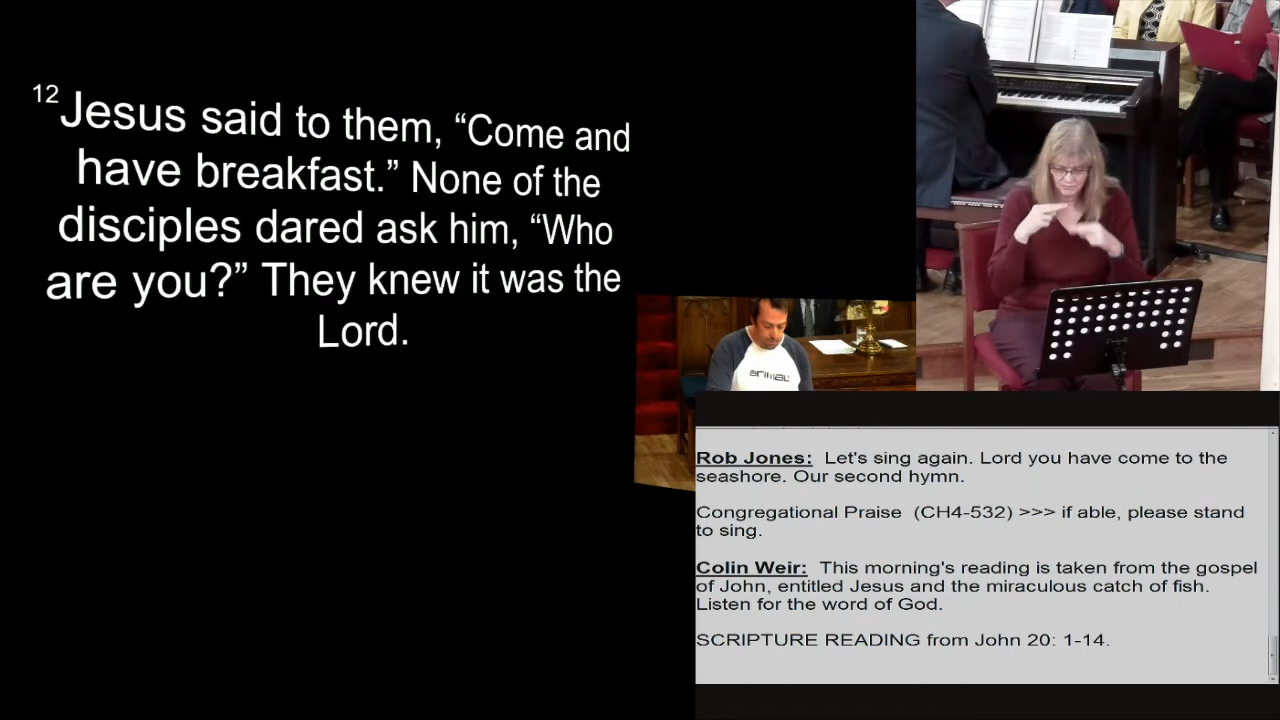 12 Jesus said to them, “Come and
have breakfast.” None of the
disciples dared ask him, “Who
are you?” They knew it was the
Lord.
animal
Rob Jones: Let's sing again. Lord you have come to the
seashore. Our second hymn.
Congregational Praise (CH4-532) >>> if able, please stand
to sing.
Colin Weir: This morning's reading is taken from the gospel
of John, entitled Jesus and the miraculous catch of fish.
Listen for the word of God.
SCRIPTURE READING from John 20: 1-14.